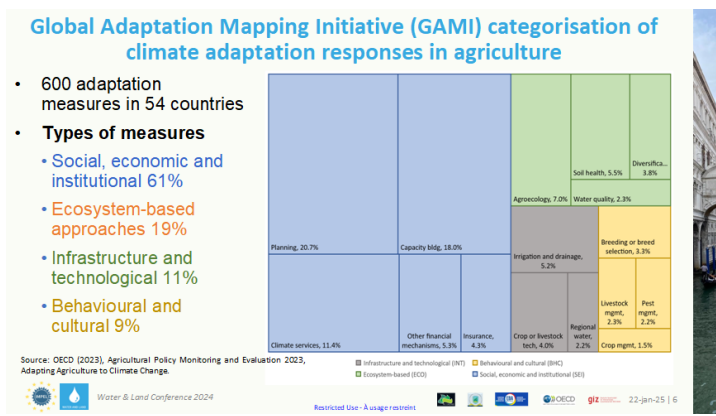 Global Adaptation Mapping Initiative (GAMI) categorisation of
climate adaptation responses in agriculture
• 600 adaptation
measures in 54 countries
• Types of measures
• Social, economic and
institutional 61%
• Ecosystem-based
approaches 19%
• Infrastructure and
technological 11%
• Behavioural and
cultural 9%
Planning, 20.7%
Capacity bldg, 18.0%
Climate services, 11.4%
Other financial
mechanisms, 5.3%
Insurance,
4.3%
Agroecology, 7.0%
Soil health, 5.5%
Diversifica...
3.8%
Water quality, 2.3%
Irrigation and drainage,
5.2%
Crop or livestock
tech, 4.0%
Regional
water,
2.2%
Breeding or breed
selection, 3.3%
Livestock
mgmt,
2.3%
Pest
mgmt,
2.2%
Crop mgmt, 1.5%
Infrastructure and technological (INT)
Behavioural and cultural (BHC)
Ecosystem-based (ECO)
Social, economic and institutional (SEI)
Source: OECD (2023), Agricultural Policy Monitoring and Evaluation 2023,
Adapting Agriculture to Climate Change.
Water & Land Conference 2024
Restricted Use - À usage restreint
OECD
giz
22-jan-25 | 6